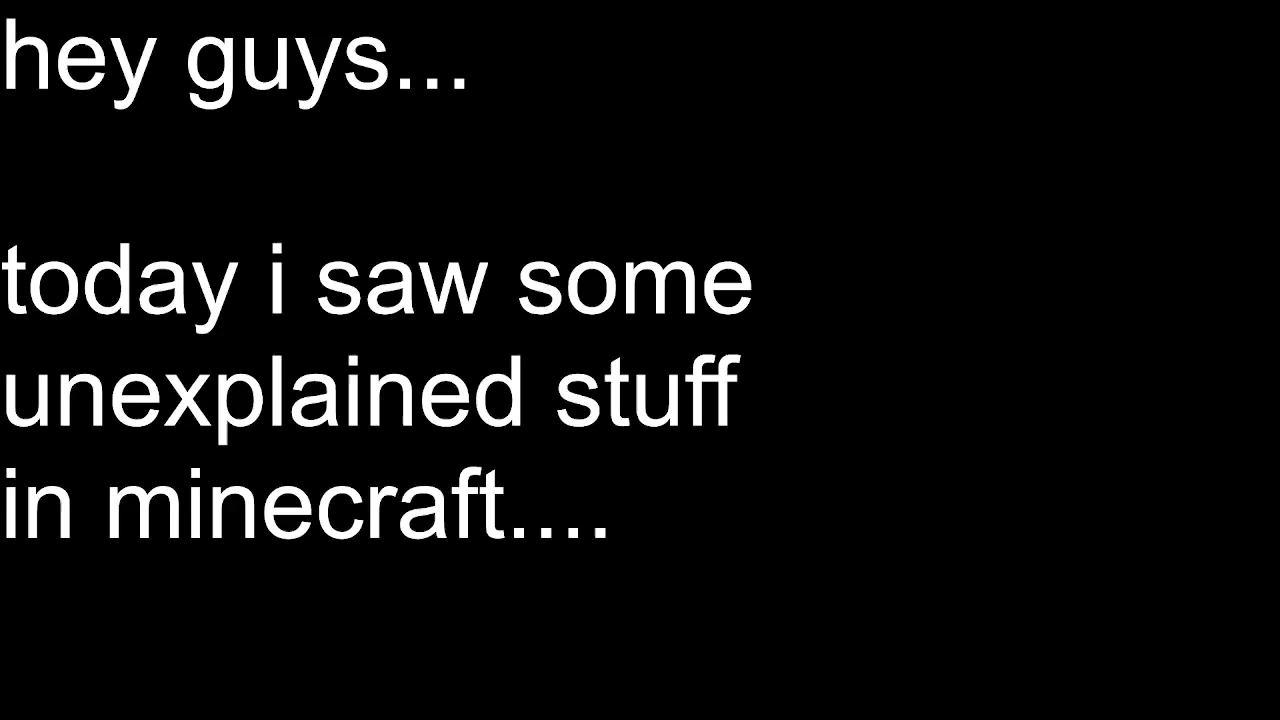 hey guys...
today i saw some
unexplained stuff
in minecraft....